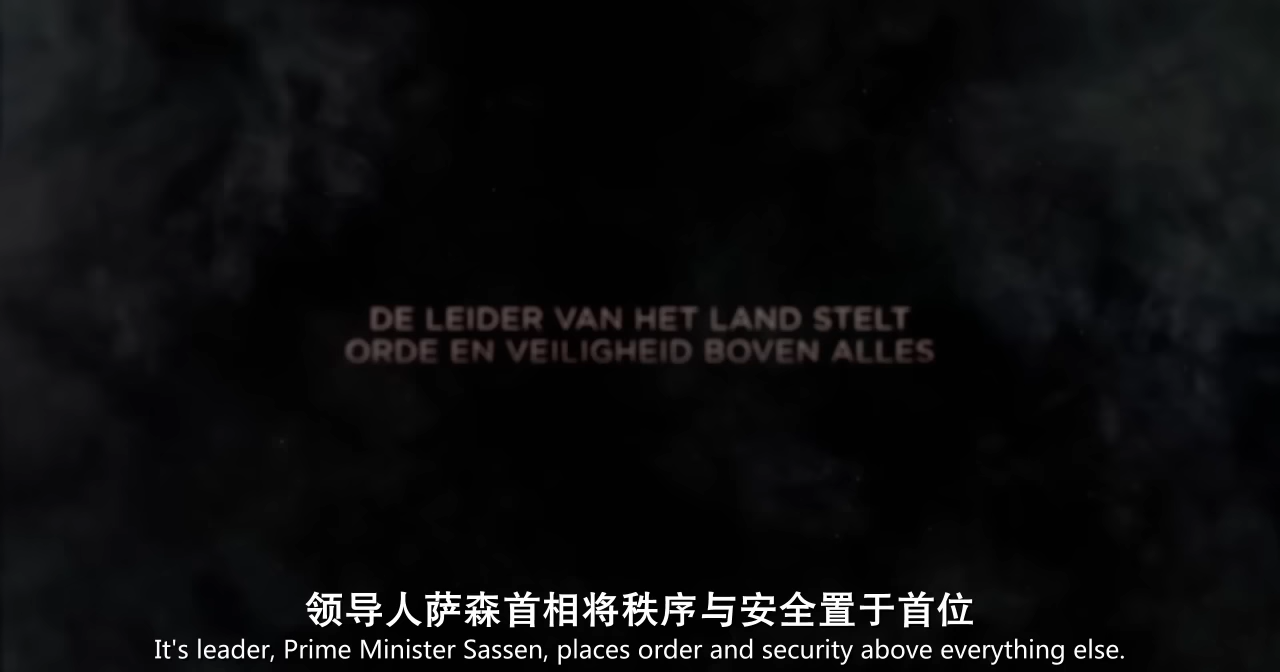 DE LEIDER VAN HET LAND STELT
ORDE EN VEILIGHEID BOVEN ALLES
领导人萨森首相将秩序与安全置于首位
It's leader, Prime Minister Sassen, places order and security above everything else.